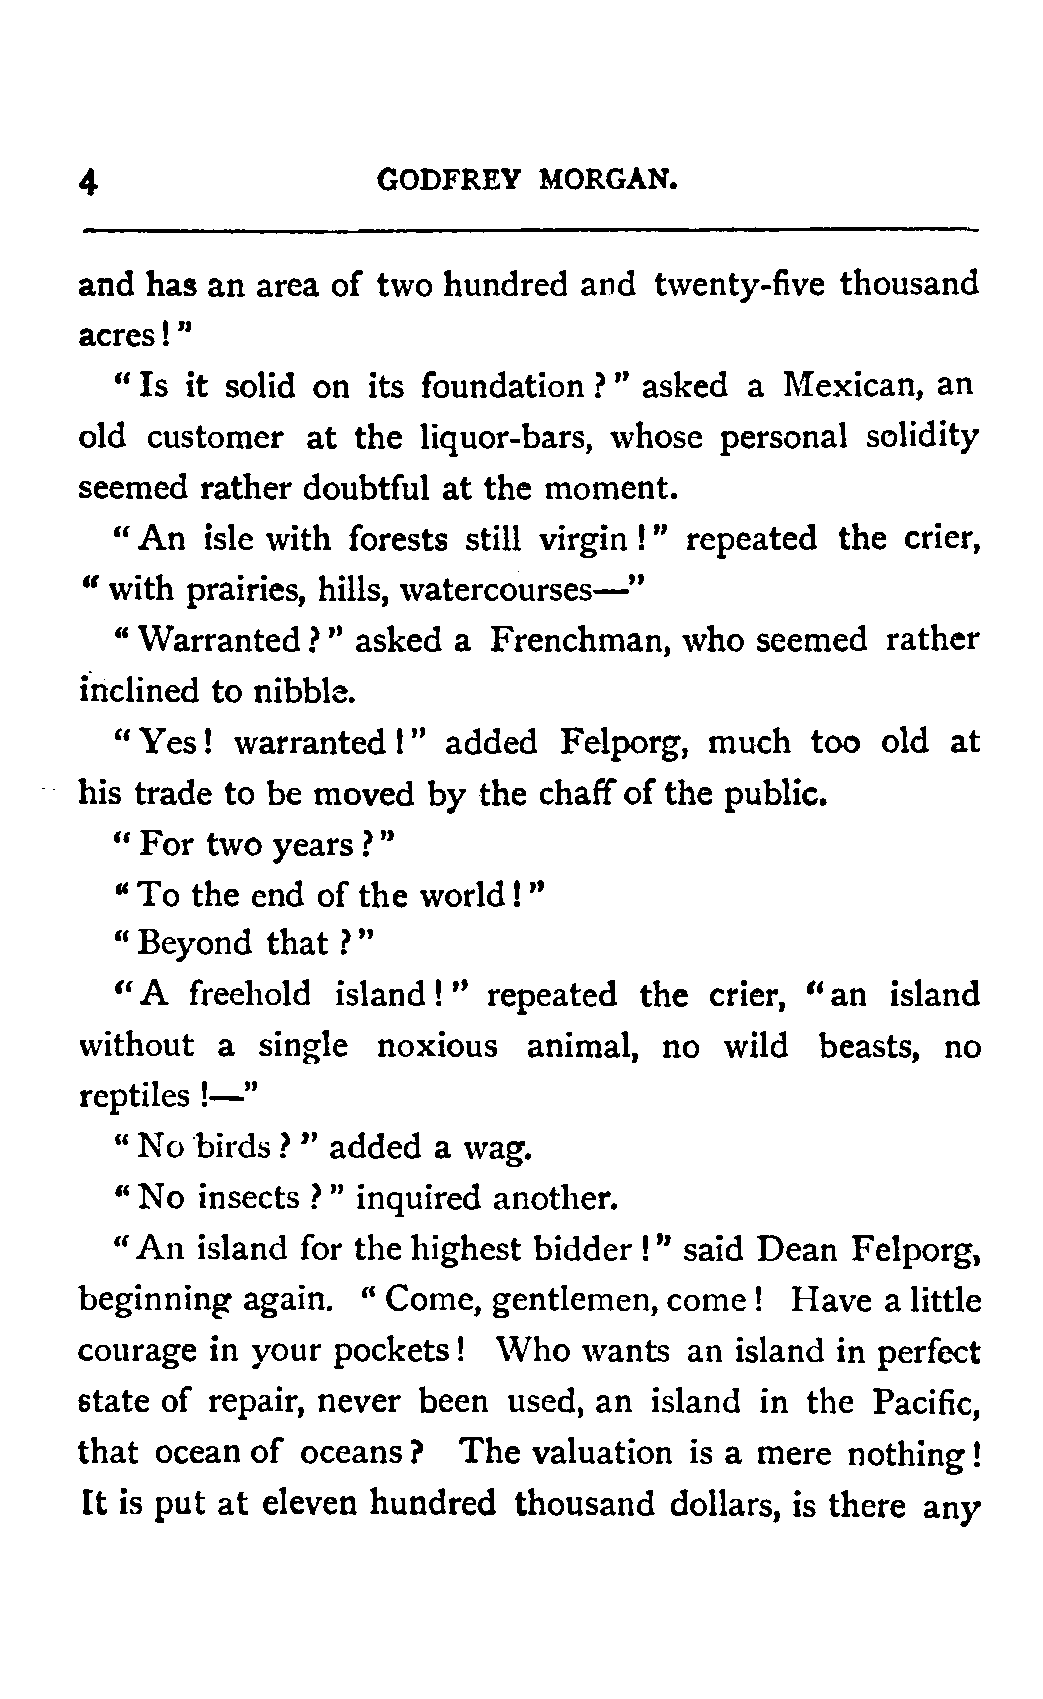 4 GODFREY MORGAN.
and has an area of two hundred and twenty-five thousand
acres!"
"Is it solid on its foundation?" asked a Mexican, an
old customer at the liquor-bars, whose personal solidity
seemed rather doubtful at the moment.
"An isle with forests still virgin!" repeated the crier,
"with prairies, hills, watercourses—"
"Warranted?" asked a Frenchman, who seemed rather
inclined to nibble.
"Yes! warranted!" added Felporg, much too old at
his trade to be moved by the chaff of the public.
"For two years?"
"To the end of the world!"
"Beyond that?"
"A freehold island!" repeated the crier, "an island
without a single noxious animal, no wild beasts, no
reptiles!—"
"No birds?" added a wag.
"No insects?" inquired another.
"An island for the highest bidder!" said Dean Felporg,
beginning again. "Come, gentlemen, come! Have a little
courage in your pockets! Who wants an island in perfect
state of repair, never been used, an island in the Pacific,
that ocean of oceans? The valuation is a mere nothing!
It is put at eleven hundred thousand dollars, is there any